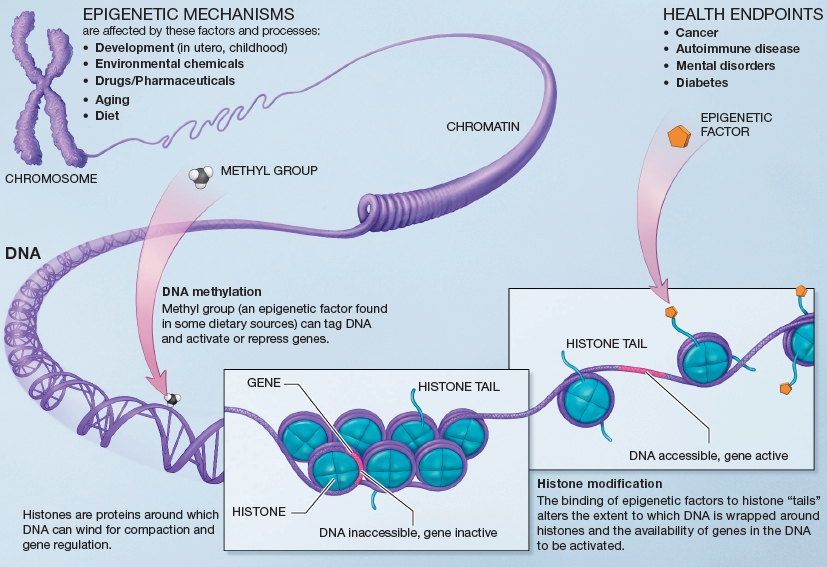 EPIGENETIC MECHANISMS
are affected by these factors and processes:
• Development (in utero, childhood)
• Environmental chemicals
• Drugs/Pharmaceuticals
• Aging
• Diet
HEALTH ENDPOINTS
• Cancer
• Autoimmune disease
• Mental disorders
• Diabetes
EPIGENETIC
FACTOR
CHROMATIN
CHROMOSOME
METHYL GROUP
DNA
DNA methylation
Methyl group (an epigenetic factor found
in some dietary sources) can tag DNA
and activate or repress genes.
HISTONE TAIL
GENE
HISTONE TAIL
DNA accessible, gene active
HISTONE
DNA inaccessible, gene inactive
Histones are proteins around which
DNA can wind for compaction and
gene regulation.
Histone modification
The binding of epigenetic factors to histone “tails”
alters the extent to which DNA is wrapped around
histones and the availability of genes in the DNA
to be activated.